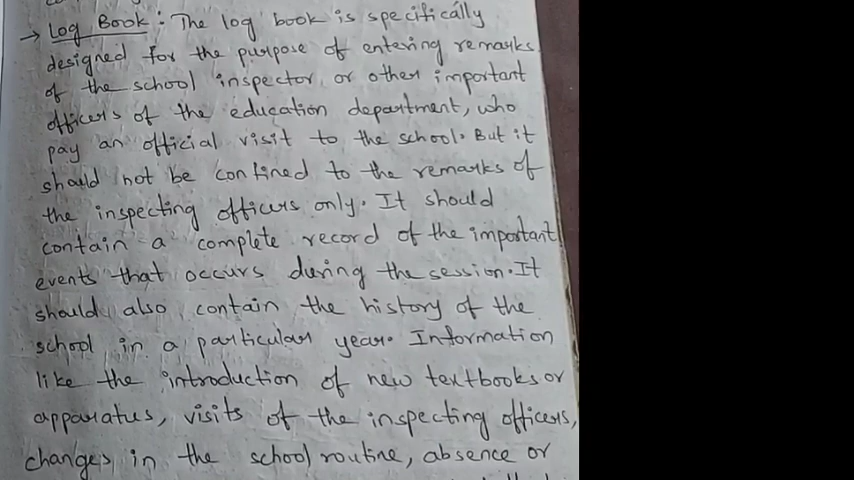 → Log Book: The log book is specifically
designed for the purpose of entering remarks
of the school inspector, or other important
officers of the education department, who
pay an official visit to the school. But it
should not be confined to the remarks of
the inspecting officers only. It should
contain a complete record of the important
events that occurs during the session. It
should also contain the history of the
school in a particular year. Information
like the introduction of new textbooks or
apparatus, visits of the inspecting officers,
changes in the school routine, absence or